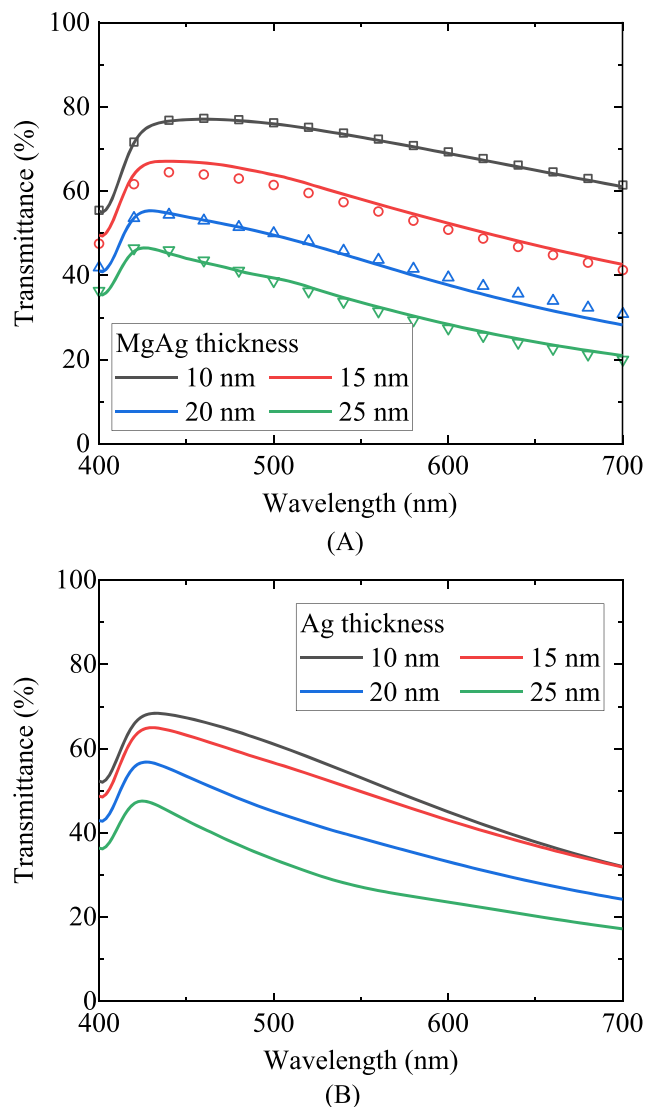 100
80
60
40
20
0
Transmittance (%)
MgAg thickness
10 nm 15 nm
20 nm 25 nm
400 500 600 700
Wavelength (nm)
(A)
100
80
60
40
20
0
Transmittance (%)
Ag thickness
10 nm 15 nm
20 nm 25 nm
400 500 600 700
Wavelength (nm)
(B)